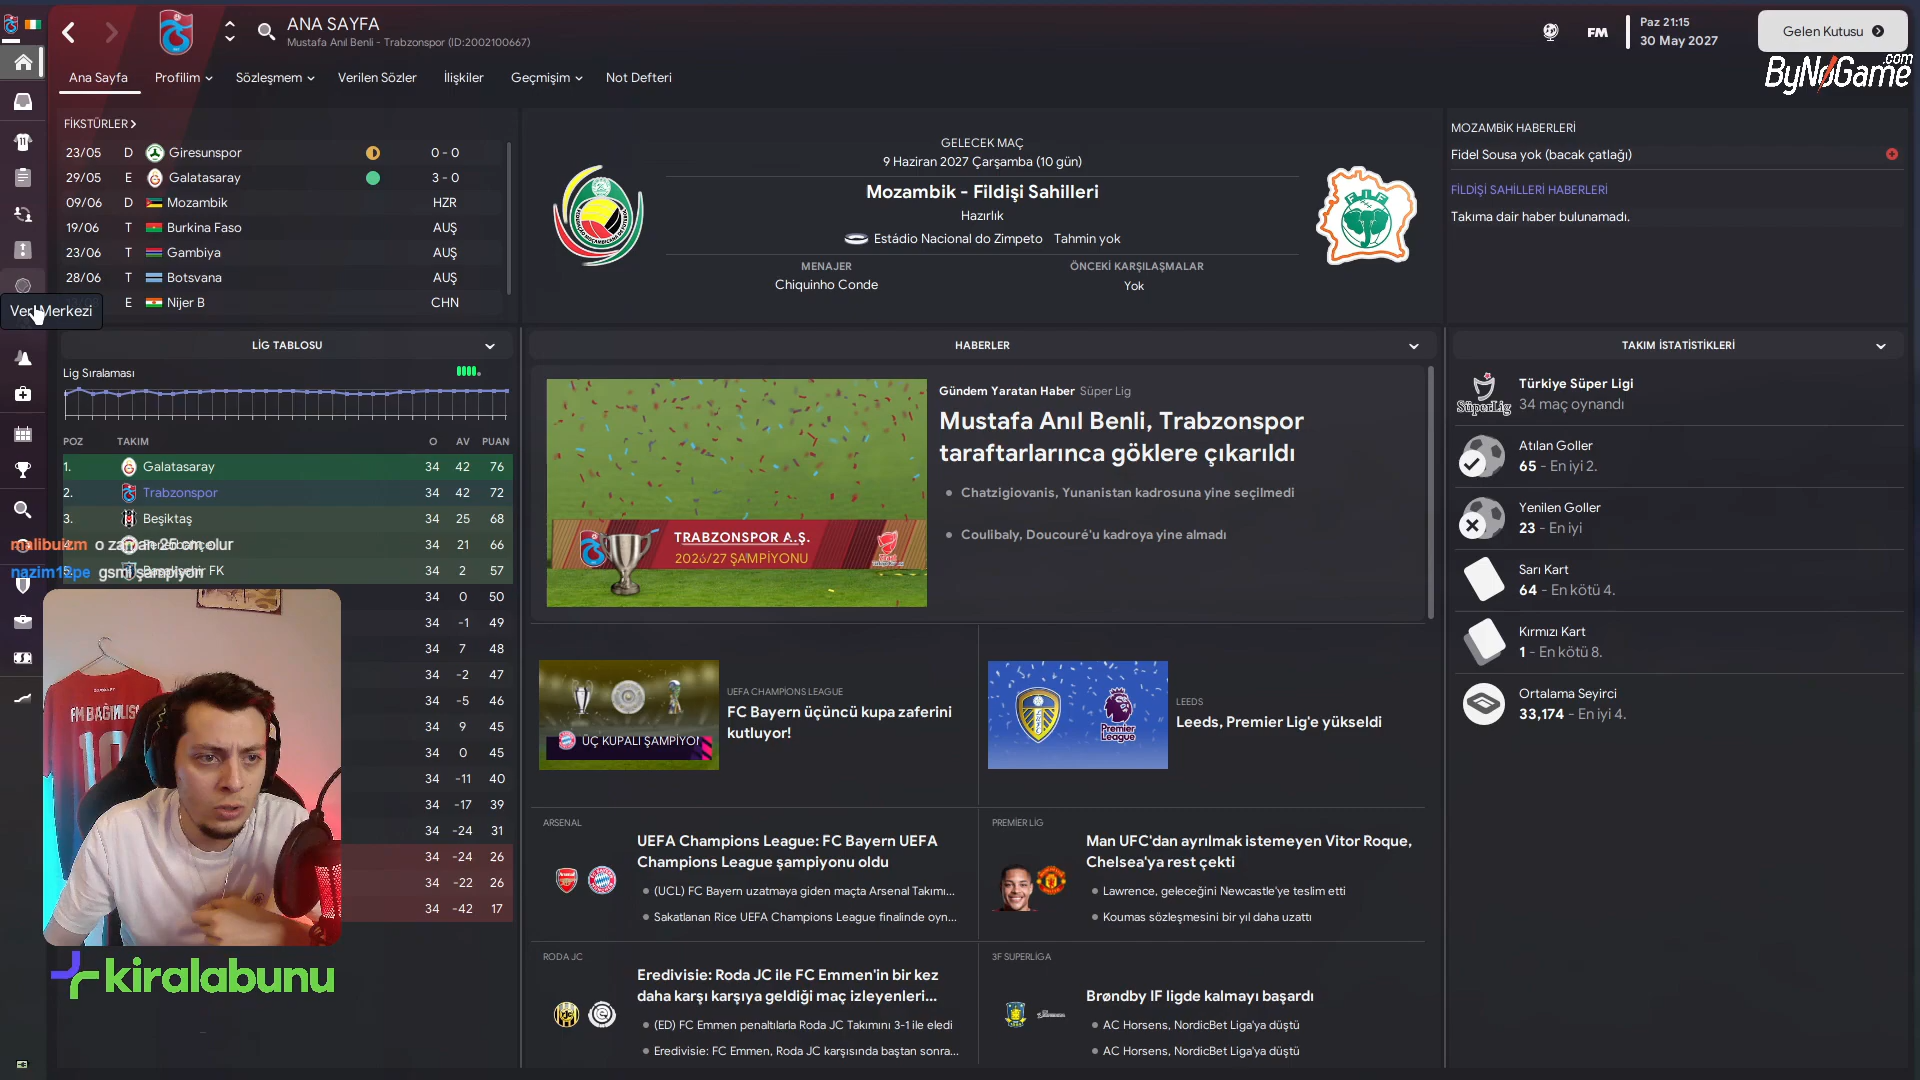 ANA SAYFA
Mustafa Anıl Benli - Trabzonspor (ID:2002100667)
FM
Paz 21:15
30 May 2027
Gelen Kutusu
ByNoGame
.com
Ana Sayfa
Profilim
Sözleşmem
Verilen Sözler
İlişkiler
Geçmişim
Not Defteri
FİKSTÜRLER
23/05 D Giresunspor 0 - 0
29/05 E Galatasaray 3 - 0
09/06 D Mozambik HZR
19/06 T Burkina Faso AUŞ
23/06 T Gambiya AUŞ
28/06 T Botsvana AUŞ
E Nijer B CHN
Veri Merkezi
GELECEK MAÇ
9 Haziran 2027 Çarşamba (10 gün)
Mozambik - Fildişi Sahilleri
Hazırlık
Estádio Nacional do Zimpeto Tahmin yok
MENAJER
Chiquinho Conde
ÖNCEKİ KARŞILAŞMALAR
Yok
FIF
MOZAMBİK HABERLERİ
Fidel Sousa yok (bacak çatlağı)
FİLDİŞİ SAHİLLERİ HABERLERİ
Takıma dair haber bulunamadı.
LİG TABLOSU
Lig Sıralaması
POZ TAKIM O AV PUAN
1. Galatasaray 34 42 76
2. Trabzonspor 34 42 72
3. Beşiktaş 34 25 68
34 21 66
FK 34 2 57
34 0 50
34 -1 49
34 7 48
34 -2 47
34 -5 46
34 9 45
34 0 45
34 -11 40
34 -17 39
34 -24 31
34 -24 26
34 -22 26
34 -42 17
malibuizm o zaman 25 cm olur
gsmi şampiyon
FM BAĞIMLISI
10
kiralabunu
HABERLER
TRABZONSPOR A.Ş.
2026/27 ŞAMPİYONU
Gündem Yaratan Haber Süper Lig
Mustafa Anıl Benli, Trabzonspor
taraftarlarınca göklere çıkarıldı
Chatzigiovanis, Yunanistan kadrosuna yine seçilmedi
Coulibaly, Doucouré'u kadroya yine almadı
ÜÇ KUPALI ŞAMPİYON
UEFA CHAMPIONS LEAGUE
FC Bayern üçüncü kupa zaferini
kutluyor!
Premier
League
LEEDS
Leeds, Premier Lig'e yükseldi
ARSENAL
UEFA Champions League: FC Bayern UEFA
Champions League şampiyonu oldu
(UCL) FC Bayern uzatmaya giden maçta Arsenal Takımı...
Sakatlanan Rice UEFA Champions League finalinde oyn...
PREMİER LİG
Man UFC'dan ayrılmak istemeyen Vitor Roque,
Chelsea'ya rest çekti
Lawrence, geleceğini Newcastle'ye teslim etti
Koumas sözleşmesini bir yıl daha uzattı
RODA JC
Eredivisie: Roda JC ile FC Emmen'in bir kez
daha karşı karşıya geldiği maç izleyenleri...
(ED) FC Emmen penaltılarla Roda JC Takımını 3-1 ile eledi
Eredivisie: FC Emmen, Roda JC karşısında baştan sonra...
3F SUPERLİGA
Brøndby IF ligde kalmayı başardı
AC Horsens, NordicBet Liga'ya düştü
AC Horsens, NordicBet Liga'ya düştü
TAKIM İSTATİSTİKLERİ
SüperLig
Türkiye Süper Ligi
34 maç oynandı
Atılan Goller
65 - En iyi 2.
Yenilen Goller
23 - En iyi
Sarı Kart
64 - En kötü 4.
Kırmızı Kart
1 - En kötü 8.
Ortalama Seyirci
33,174 - En iyi 4.